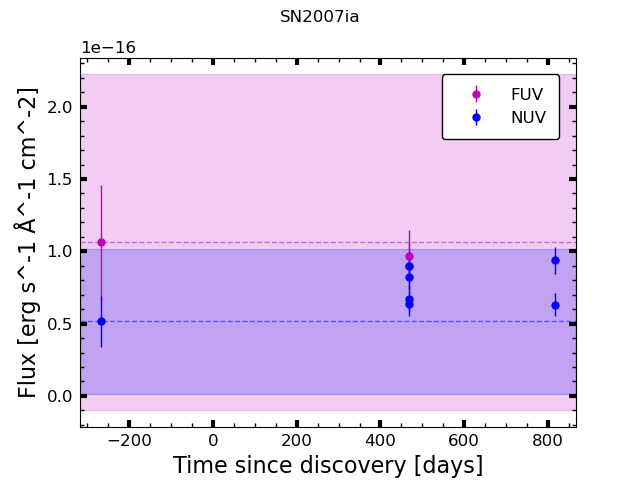 SN2007ia
1e−16
Flux [erg s^-1 Å^-1 cm^-2]
2.0
1.5
1.0
0.5
0.0
FUV
NUV
−200
0
200
400
600
800
Time since discovery [days]